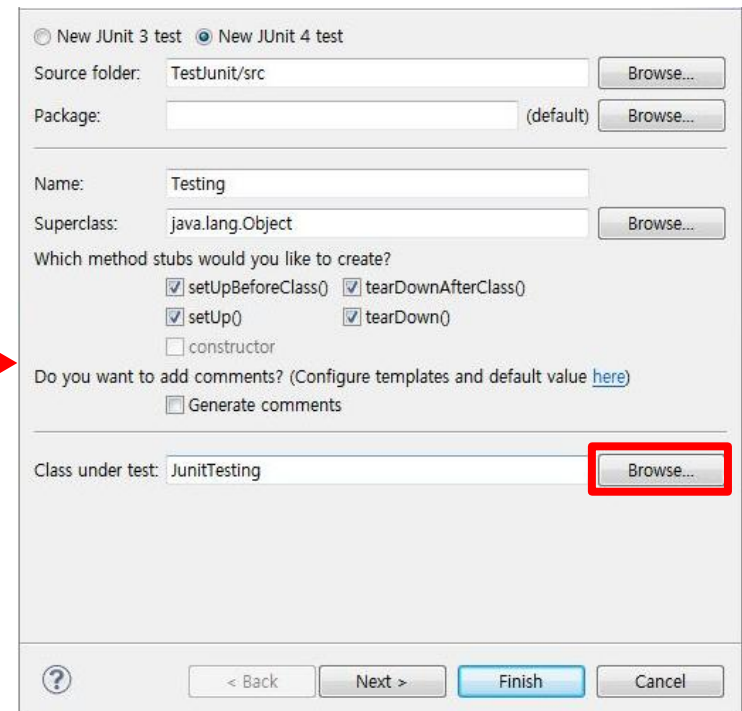 New JUnit 3 test New JUnit 4 test
Source folder: TestJunit/src Browse...
Package: (default) Browse...
Name: Testing
Superclass: java.lang.Object Browse...
Which method stubs would you like to create?
setUpBeforeClass() tearDownAfterClass()
setUp() tearDown()
constructor
Do you want to add comments? (Configure templates and default value here)
Generate comments
Class under test: JunitTesting Browse...
? < Back Next > Finish Cancel